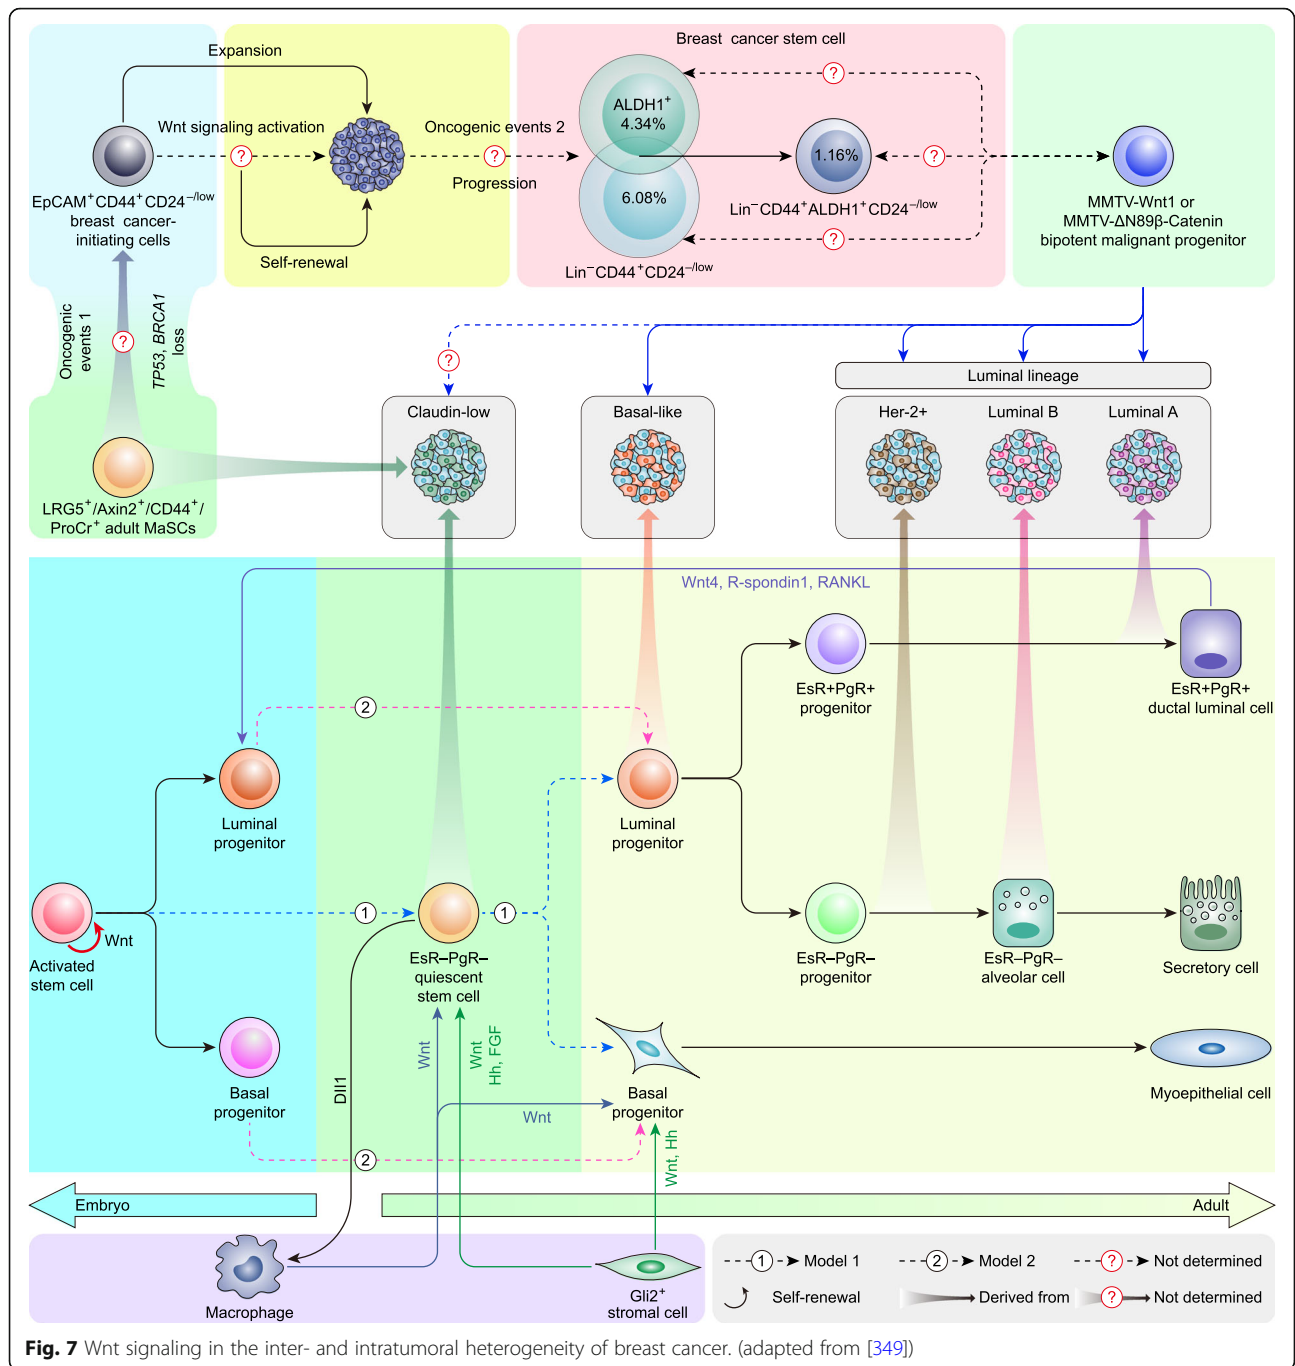 Expansion
Wnt signaling activation
?
EpCAM⁺CD44⁺CD24⁻/low
breast cancer-
initiating cells
Self-renewal
Oncogenic events 2
?
Progression
Breast cancer stem cell
ALDH1⁺
4.34%
6.08%
Lin⁻CD44⁺CD24⁻/low
1.16%
Lin⁻CD44⁺ALDH1⁺CD24⁻/low
?
?
?
MMTV-Wnt1 or
MMTV-ΔN89β-Catenin
bipotent malignant progenitor
Oncogenic
events 1
?
TP53, BRCA1
loss
LRG5⁺/Axin2⁺/CD44⁺/
ProCr⁺ adult MaSCs
?
Claudin-low
Basal-like
Luminal lineage
Her-2+
Luminal B
Luminal A
Wnt4, R-spondin1, RANKL
EsR+PgR+
progenitor
EsR+PgR+
ductal luminal cell
2
Luminal
progenitor
Luminal
progenitor
Wnt
Activated
stem cell
1
1
EsR–PgR–
quiescent
stem cell
EsR–PgR–
progenitor
EsR–PgR–
alveolar cell
Secretory cell
Basal
progenitor
Dll1
Wnt
Wnt
Hh, FGF
Wnt
Basal
progenitor
Myoepithelial cell
2
Wnt, Hh
Embryo
Adult
Macrophage
Gli2⁺
stromal cell
1 Model 1
2 Model 2
? Not determined
Self-renewal
Derived from
? Not determined
Fig. 7 Wnt signaling in the inter- and intratumoral heterogeneity of breast cancer. (adapted from [349])